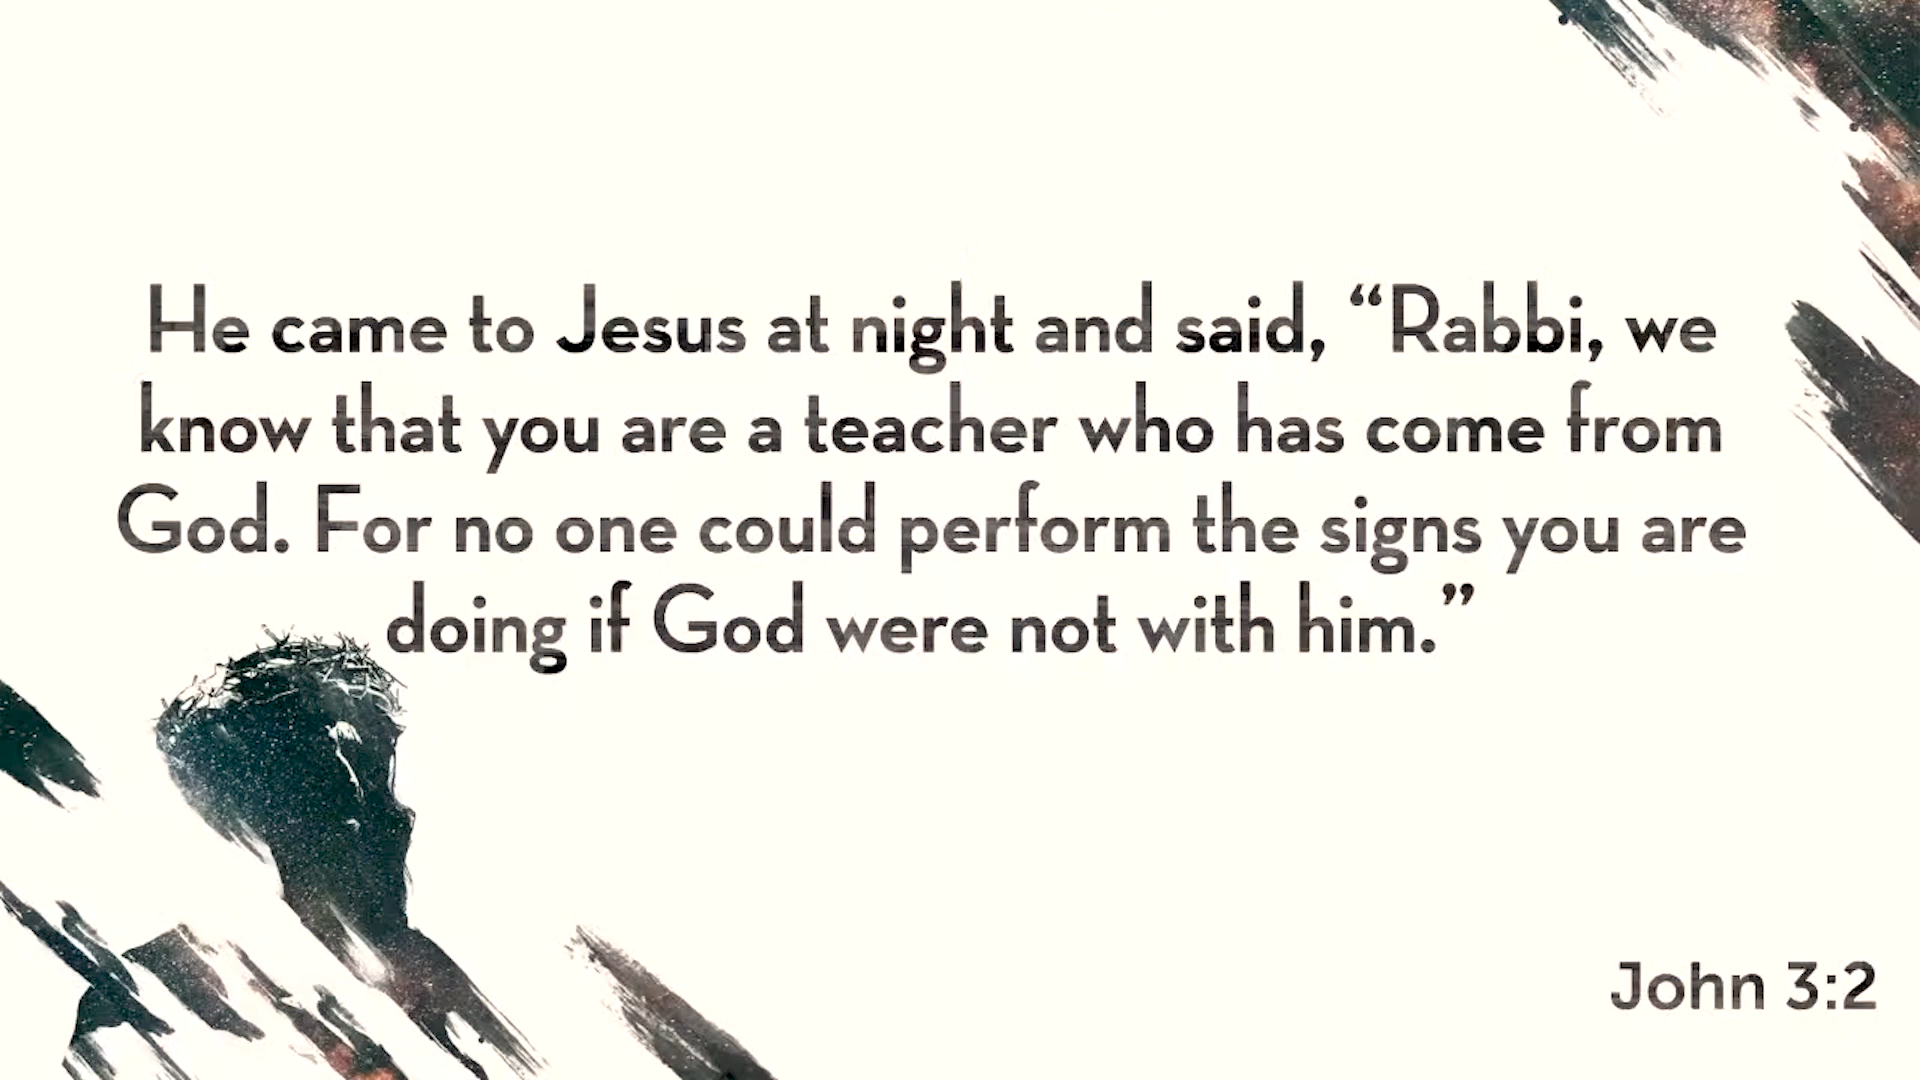 He came to Jesus at night and said, “Rabbi, we
know that you are a teacher who has come from
God. For no one could perform the signs you are
doing if God were not with him.”
John 3:2